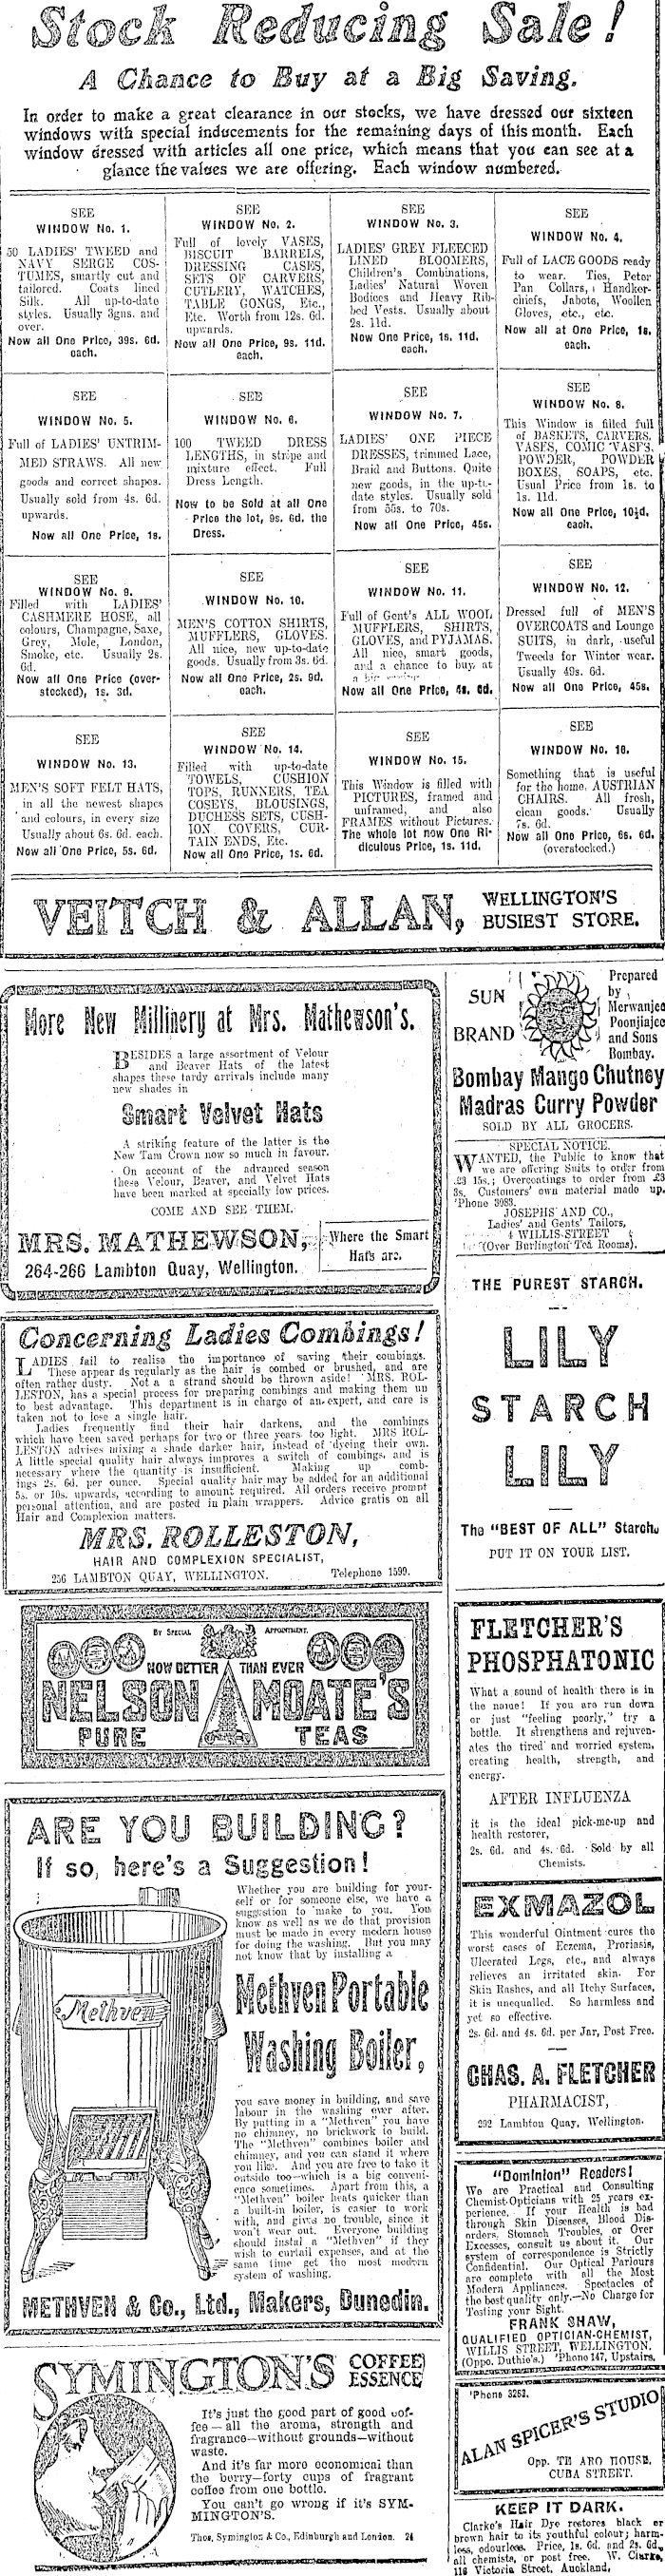 Stock Reducing Sale!
A Chance to Buy at a Big Saving.
In order to make a great clearance in our stocks, we have dressed our sixteen
windows with special inducements for the remaining days of this month. Each
window dressed with articles all one price, which means that you can see at a
glance the values we are offering. Each window numbered.
SEE
WINDOW No. 1.
50 LADIES' TWEED and
NAVY SERGE COS-
TUMES, smartly cut and
tailored. Coats lined
Silk. All up-to-date
styles. Usually 3gns. and
over.
Now all One Price, 39s. 6d.
each.
SEE
WINDOW No. 2.
Full of lovely VASES,
BISCUIT BARRELS,
DRESSING CASES,
SETS OF CARVERS
CUTLERY, WATCHES,
TABLE GONGS, Etc.,
Etc. Worth from 12s. 6d.
upwards.
Now all One Price, 9s. 11d.
each.
SEE
WINDOW No. 3.
LADIES' GREY FLEECED
LINED BLOOMERS,
Children's Combinations,
Ladies' Natural Woven
Bodices and Heavy Rib-
bed Vests. Usually about
2s. 11d.
Now One Price, 1s. 11d.
each.
SEE
WINDOW No. 4.
Full of LACE GOODS ready
to wear. Ties, Peter
Pan Collars, Handker-
chiefs, Jabots, Woollen
Gloves, etc., etc.
Now all at One Price, 1s.
each.
SEE
WINDOW No. 5.
Full of LADIES' UNTRIM-
MED STRAWS. All new
goods and correct shapes.
Usually sold from 4s. 6d.
upwards.
Now all One Price, 1s.
SEE
WINDOW No. 6.
100 TWEED DRESS
LENGTHS, in stripe and
mixture effect. Full
Dress Length.
Now to be Sold at all One
Price the lot, 9s. 6d. the
Dress.
SEE
WINDOW No. 7.
LADIES' ONE PIECE
DRESSES, trimmed Lace,
Braid and Buttons. Quite
new goods, in the up-to-
date styles. Usually sold
from 55s. to 70s.
Now all One Price, 45s.
SEE
WINDOW No. 8.
This Window is filled full
of BASKETS, CARVERS,
VASES, COMIC VASES,
POWDER, POWDER
BOXES, SOAPS, etc.
Usual Price from 1s. to
1s. 11d.
Now all One Price, 10½d.
each.
SEE
WINDOW No. 9.
Filled with LADIES'
CASHMERE HOSE, all
colours, Champagne, Saxe,
Grey, Mole, London,
Smoke, etc. Usually 2s.
6d.
Now all One Price (over-
stocked), 1s. 3d.
SEE
WINDOW No. 10.
MEN'S COTTON SHIRTS,
MUFFLERS, GLOVES.
All nice, new up-to-date
goods. Usually from 3s. 6d.
Now all One Price, 2s. 9d.
each.
SEE
WINDOW No. 11.
Full of Gent's ALL WOOL
MUFFLERS, SHIRTS,
GLOVES, and PYJAMAS.
All nice, smart goods,
and a chance to buy at
a big
Now all One Price, 4s. 6d.
SEE
WINDOW No. 12.
Dressed full of MEN'S
OVERCOATS and Lounge
SUITS, in dark, useful
Tweeds for Winter wear.
Usually 49s. 6d.
Now all One Price, 45s.
SEE
WINDOW No. 13.
MEN'S SOFT FELT HATS,
in all the newest shapes
and colours, in every size
Usually about 6s. 6d. each.
Now all One Price, 5s. 6d.
SEE
WINDOW No. 14.
Filled with up-to-date
TOWELS, CUSHION
TOPS, RUNNERS, TEA
COSEYS, BLOUSINGS,
DUCHESS SETS, CUSH-
ION COVERS, CUR-
TAIN ENDS, Etc.
Now all One Price, 1s. 6d.
SEE
WINDOW No. 15.
This Window is filled with
PICTURES, framed and
unframed, and also
FRAMES without Pictures.
The whole lot now One Ri-
diculous Price, 1s. 11d.
SEE
WINDOW No. 16.
Something that is useful
for the home. AUSTRIAN
CHAIRS. All fresh,
clean goods. Usually
7s. 6d.
Now all One Price, 6s. 6d.
(overstocked.)
VEITCH & ALLAN,
WELLINGTON'S
BUSIEST STORE.
More New Millinery at Mrs. Mathewson's.
BESIDES a large assortment of Velour
and Beaver Hats of the latest
shapes these tardy arrivals include many
new shades in
Smart Velvet Hats
A striking feature of the latter is the
New Tam Crown now so much in favour.
On account of the advanced season
these Velour, Beaver, and Velvet Hats
have been marked at specially low prices.
COME AND SEE THEM.
MRS. MATHEWSON,
264-266 Lambton Quay, Wellington.
Where the Smart
Hats are.
Concerning Ladies Combings!
LADIES fail to realise the importance of saving their combings.
These appear as regularly as the hair is combed or brushed, and are
often rather dusty. Not a strand should be thrown aside! MRS. ROL-
LESTON, has a special process for preparing combings and making them up
to best advantage. This department is in charge of an expert, and care is
taken not to lose a single hair.
Ladies frequently find their hair darkens, and the combings
which have been saved perhaps for two or three years too light. MRS ROL-
LESTON advises mixing a shade darker hair, instead of dyeing their own.
A little special quality hair always improves a switch of combings, and is
necessary where the quantity is insufficient. Making up comb-
ings 2s. 6d. per ounce. Special quality hair may be added for an additional
5s. or 10s. upwards, according to amount required. All orders receive prompt
personal attention, and are posted in plain wrappers. Advice gratis on all
Hair and Complexion matters.
MRS. ROLLESTON,
HAIR AND COMPLEXION SPECIALIST,
256 LAMBTON QUAY, WELLINGTON. Telephone 1599.
BY SPECIAL APPOINTMENT.
NOW BETTER THAN EVER
NELSON MOATE'S
PURE TEAS
ARE YOU BUILDING?
If so, here's a Suggestion!
Whether you are building for your-
self or for someone else, we have a
suggestion to make to you. You
know as well as we do that provision
must be made in every modern house
for doing the washing. But you may
not know that by installing a
Methven
Methven Portable
Washing Boiler,
you save money in building, and save
labour in the washing ever after.
By putting in a "Methven" you have
no chimney, no brickwork to build.
The "Methven" combines boiler and
chimney, and you can stand it where
you like. And you are free to take it
outside too—which is a big conveni-
ence sometimes. Apart from this, a
"Methven" boiler heats quicker than
a built-in boiler, is easier to work
with, and gives no trouble, since it
won't wear out. Everyone building
should instal a "Methven" if they
wish to curtail expenses, and at the
same time get the most modern
system of washing.
METHVEN & Co., Ltd., Makers, Dunedin.
SYMINGTON'S COFFEE
ESSENCE
It's just the good part of good cof-
fee—all the aroma, strength and
fragrance—without grounds—without
waste.
And it's far more economical than
the berry—forty cups of fragrant
coffee from one bottle.
You can't go wrong if it's SYM-
MINGTON'S.
Thos. Symington & Co., Edinburgh and London. 24
SUN
BRAND
Prepared
by
Merwanjee
Poonjiajee
and Sons
Bombay.
Bombay Mango Chutney
Madras Curry Powder
SOLD BY ALL GROCERS.
SPECIAL NOTICE.
WANTED, the Public to know that
we are offering Suits to order from
£3 15s.; Overcoatings to order from £3
3s. Customers' own material made up.
'Phone 3983.
JOSEPHS AND CO.,
Ladies' and Gents' Tailors,
4 WILLIS-STREET
(Over Burlington Tea Rooms).
THE PUREST STARCH.
LILY
STARCH
LILY
The "BEST OF ALL" Starch.
PUT IT ON YOUR LIST.
FLETCHER'S
PHOSPHATONIC
What a sound of health there is in
the name! If you are run down
or just "feeling poorly," try a
bottle. It strengthens and rejuven-
ates the tired and worried system,
creating health, strength, and
energy.
AFTER INFLUENZA
it is the ideal pick-me-up and
health restorer,
2s. 6d. and 4s. 6d. Sold by all
Chemists.
EXMAZOL
This wonderful Ointment cures the
worst cases of Eczema, Proriasis,
Ulcerated Legs, etc., and always
relieves an irritated skin. For
Skin Rashes, and all Itchy Surfaces,
it is unequalled. So harmless and
yet so effective.
2s. 6d. and 4s. 6d. per Jar, Post Free.
CHAS. A. FLETCHER
PHARMACIST,
292 Lambton Quay, Wellington.
"Dominion" Readers!
We are Practical and Consulting
Chemist-Opticians with 25 years ex-
perience. If your Health is bad
through Skin Diseases, Blood Dis-
orders, Stomach Troubles, or Over
Excesses, consult us about it. Our
system of correspondence is Strictly
Confidential. Our Optical Parlours
are complete with all the Most
Modern Appliances. Spectacles of
the best quality only.—No Charge for
Testing your Sight.
FRANK SHAW,
QUALIFIED OPTICIAN-CHEMIST,
WILLIS STREET, WELLINGTON.
(Oppo. Duthie's.) 'Phone 147, Upstairs.
'Phone 3262.
ALAN SPICER'S STUDIO
Opp. TE ARO HOUSE,
CUBA STREET.
KEEP IT DARK.
Clarke's Hair Dye restores black or
brown hair to its youthful colour; harm-
less, odourless. Price, 1s. 6d. and 2s. 6d.,
all chemists, or post free. W. Clarke,
116 Victoria Street, Auckland,